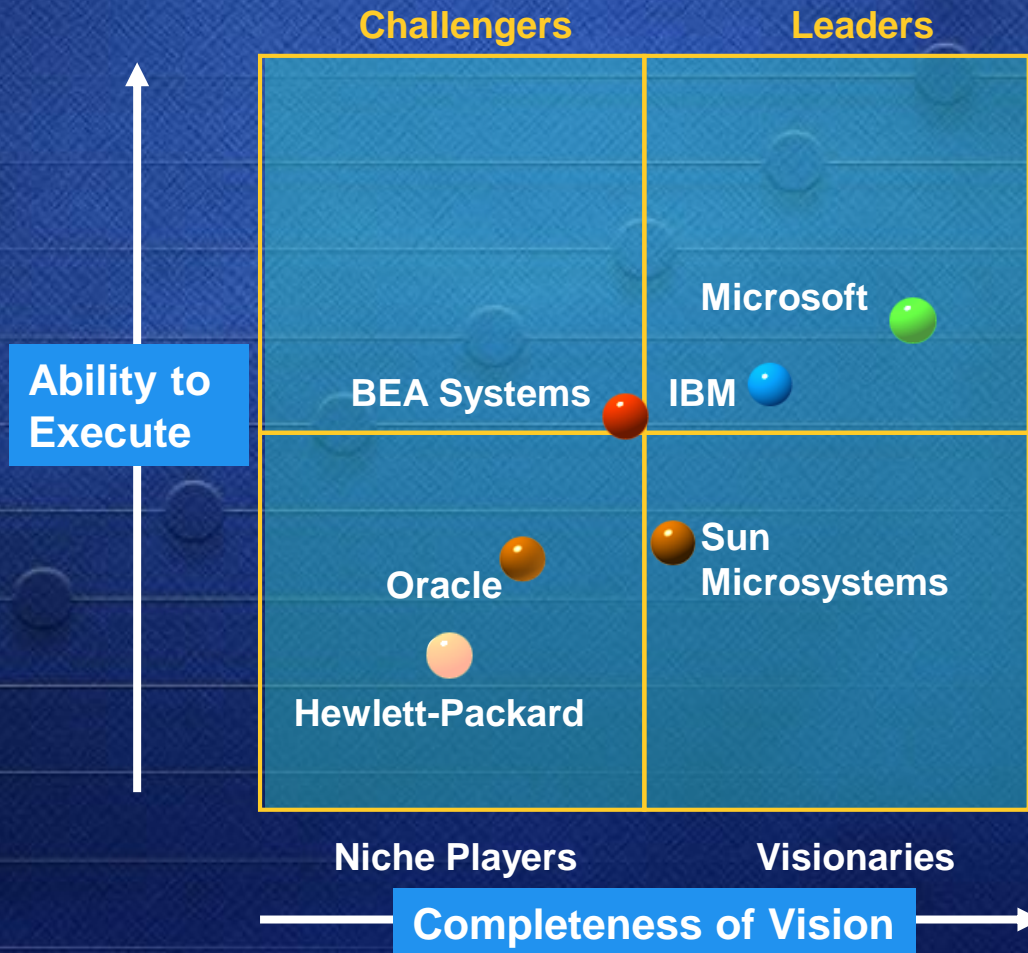 Challengers
Leaders
Microsoft
Ability to
Execute
BEA Systems
IBM
Sun
Microsystems
Oracle
Hewlett-Packard
Niche Players
Visionaries
Completeness of Vision